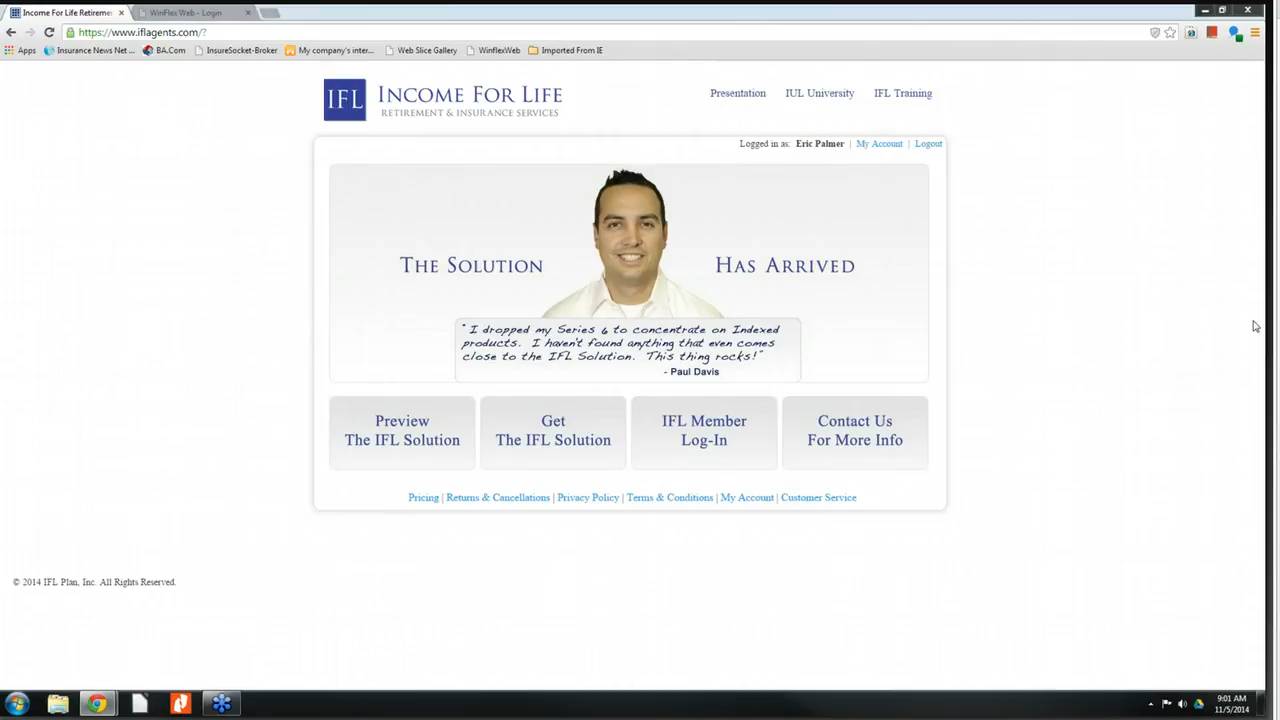 Income For Life Retireme
WinFlex Web - Login
https://www.iflagents.com/?
Apps
Insurance News Net ...
BA.Com
InsureSocket-Broker
My company's inter...
Web Slice Gallery
WinflexWeb
Imported From IE
IFL
INCOME FOR LIFE
RETIREMENT & INSURANCE SERVICES
Presentation
IUL University
IFL Training
Logged in as: Eric Palmer | My Account | Logout
THE SOLUTION
HAS ARRIVED
"I dropped my Series 6 to concentrate on Indexed
products. I haven't found anything that even comes
close to the IFL Solution. This thing rocks!"
- Paul Davis
Preview
The IFL Solution
Get
The IFL Solution
IFL Member
Log-In
Contact Us
For More Info
Pricing | Returns & Cancellations | Privacy Policy | Terms & Conditions | My Account | Customer Service
© 2014 IFL Plan, Inc. All Rights Reserved.
9:01 AM
11/5/2014